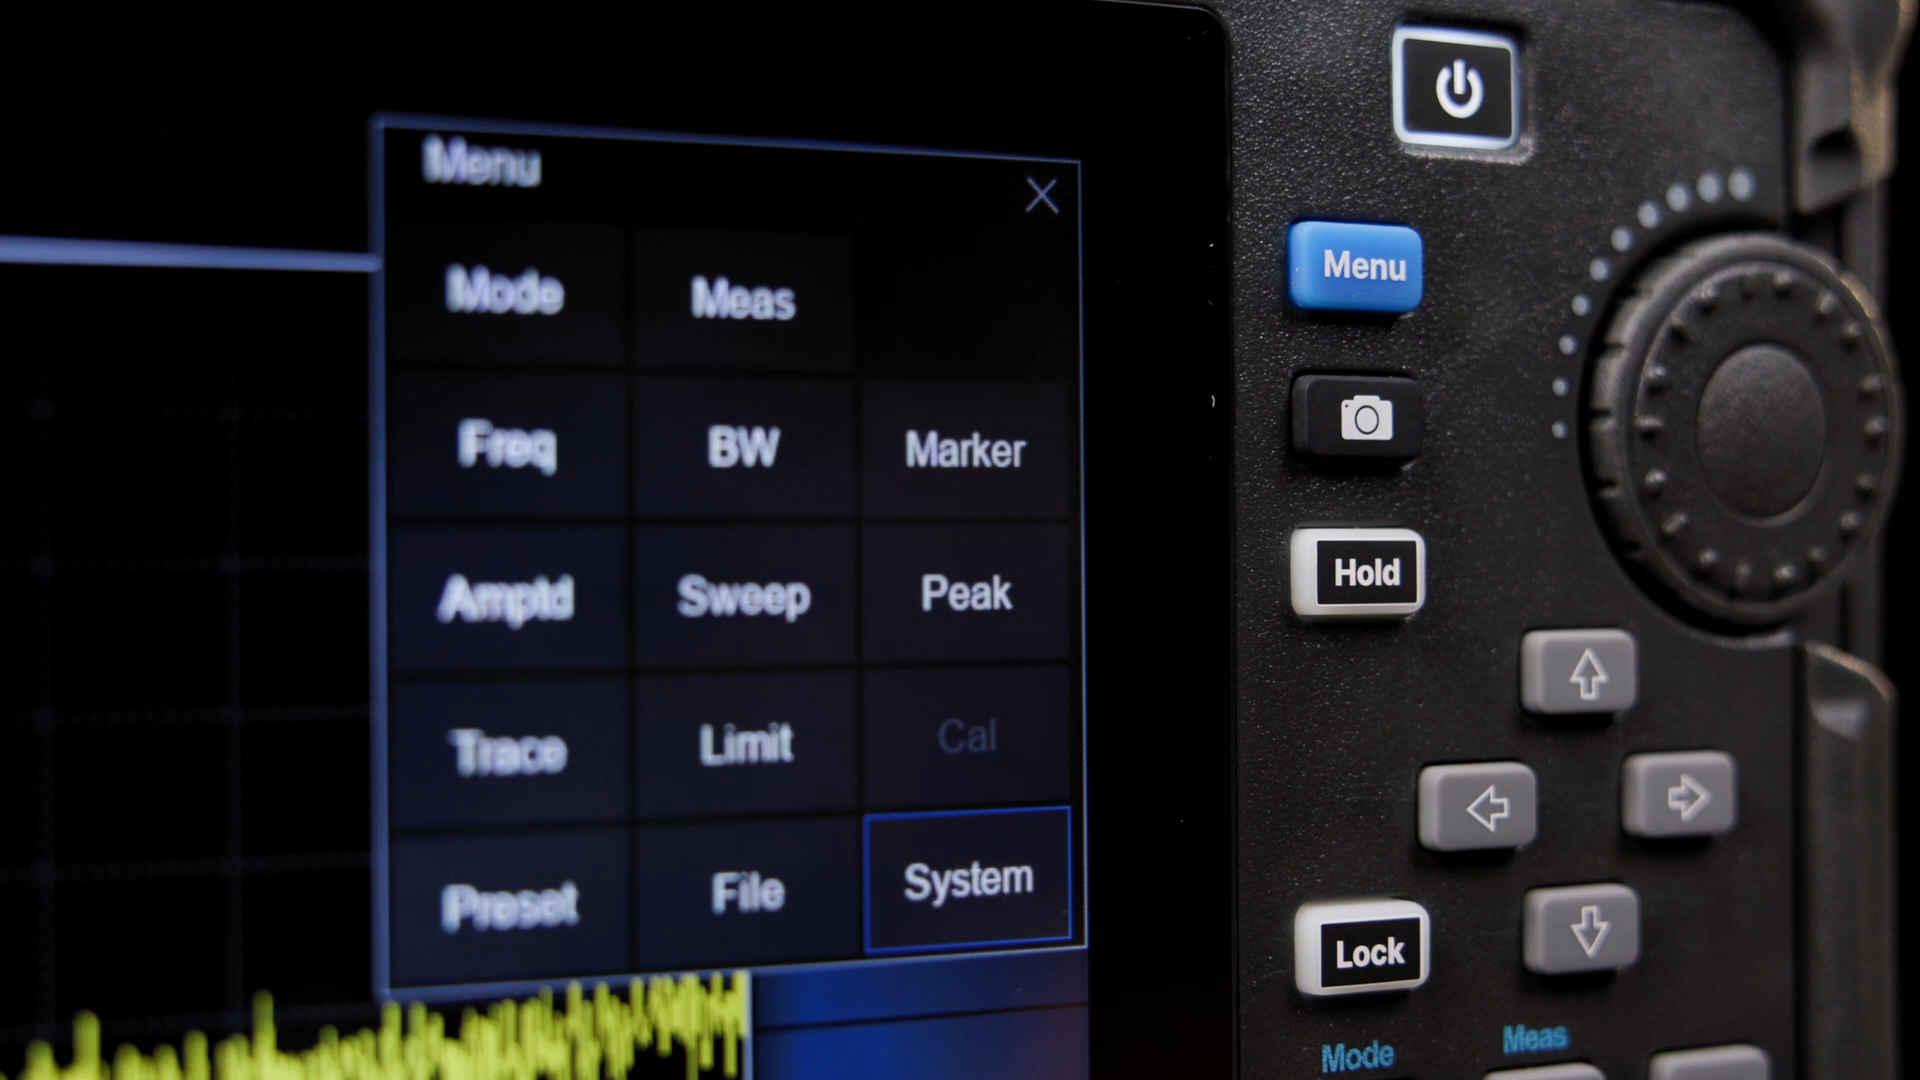 Menu
Mode Meas
Freq BW Marker
Amptd Sweep Peak
Trace Limit Cal
Preset File System
Menu
Hold
Lock
Mode Meas